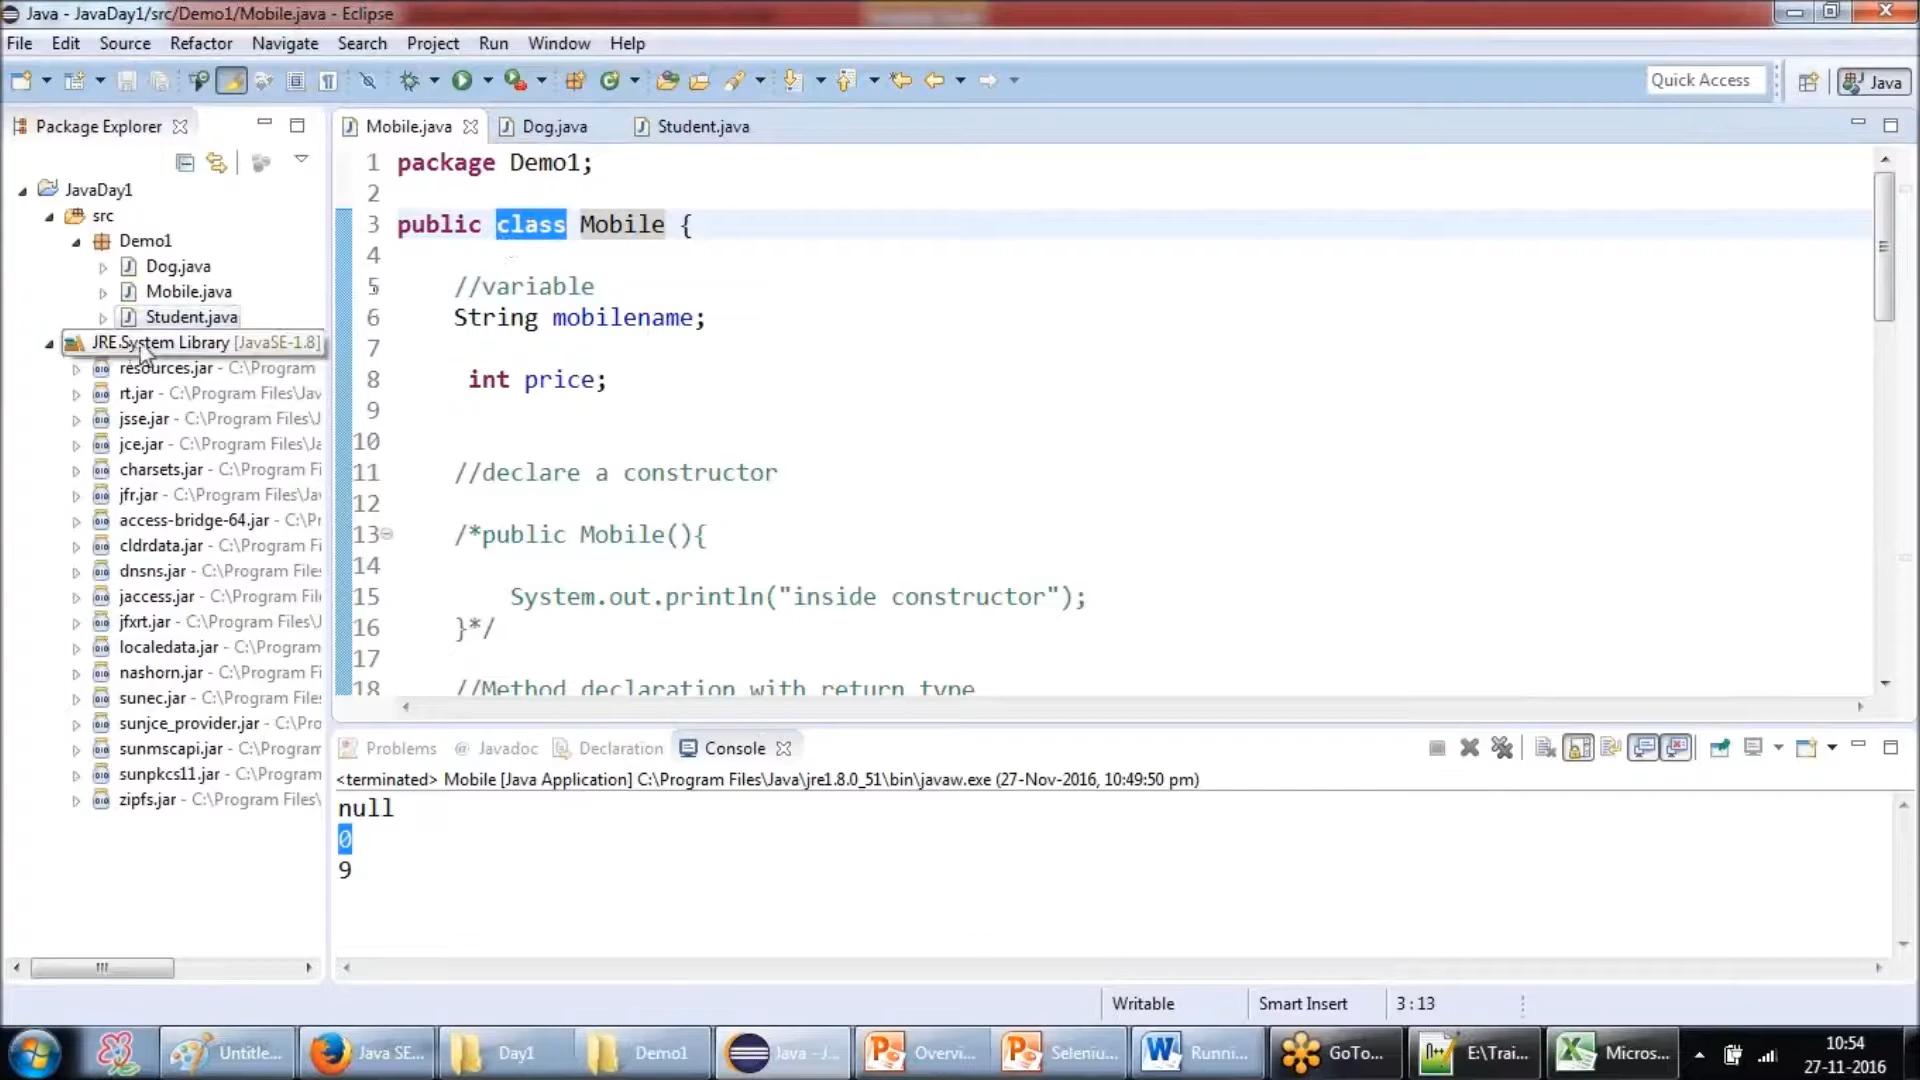 Java - JavaDay1/src/Demo1/Mobile.java - Eclipse
File Edit Source Refactor Navigate Search Project Run Window Help
Quick Access
Java
Package Explorer
Mobile.java
Dog.java
Student.java
JavaDay1
src
Demo1
Dog.java
Mobile.java
Student.java
JRE System Library [JavaSE-1.8]
resources.jar - C:\Program
rt.jar - C:\Program Files\Jav
jsse.jar - C:\Program Files\J
jce.jar - C:\Program Files\Ja
charsets.jar - C:\Program Fi
jfr.jar - C:\Program Files\Jav
access-bridge-64.jar - C:\Pr
cldrdata.jar - C:\Program Fi
dnsns.jar - C:\Program Files
jaccess.jar - C:\Program File
jfxrt.jar - C:\Program Files\J
localedata.jar - C:\Program
nashorn.jar - C:\Program Fi
sunec.jar - C:\Program Files
sunjce_provider.jar - C:\Pro
sunmscapi.jar - C:\Program
sunpkcs11.jar - C:\Program
zipfs.jar - C:\Program Files\
1 package Demo1;
2
3 public class Mobile {
4
5 //variable
6 String mobilename;
7
8 int price;
9
10
11 //declare a constructor
12
13 /*public Mobile(){
14
15 System.out.println("inside constructor");
16 }*/
17
18 //Method declaration with return type
Problems @ Javadoc Declaration Console
<terminated> Mobile [Java Application] C:\Program Files\Java\jre1.8.0_51\bin\javaw.exe (27-Nov-2016, 10:49:50 pm)
null
0
9
Writable Smart Insert 3 : 13
Untitle... Java SE... Day1 Demo1 Java - J... Overvi... Seleniu... Runni... GoTo... E:\Trai... Micros...
10:54
27-11-2016